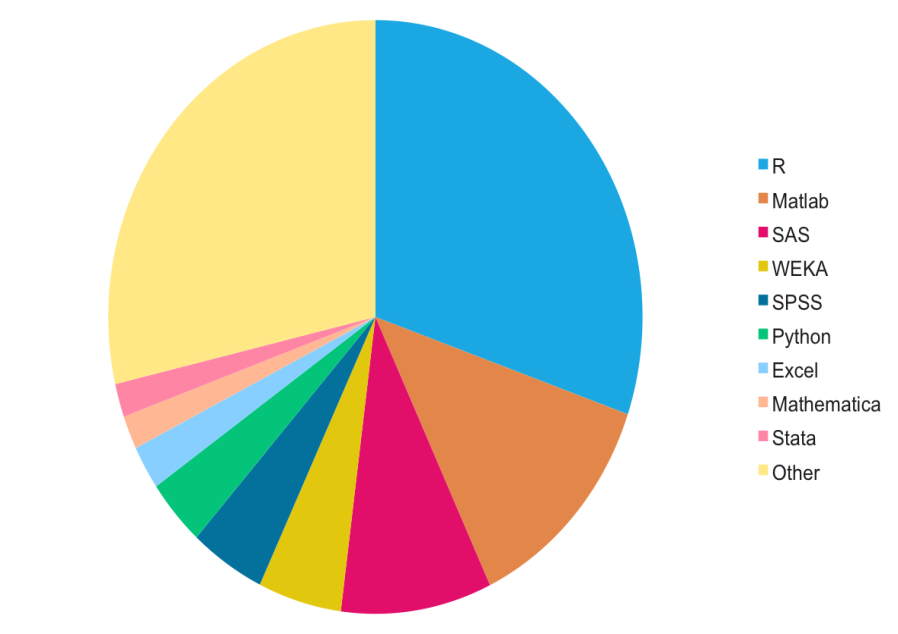 R
Matlab
SAS
WEKA
SPSS
Python
Excel
Mathematica
Stata
Other